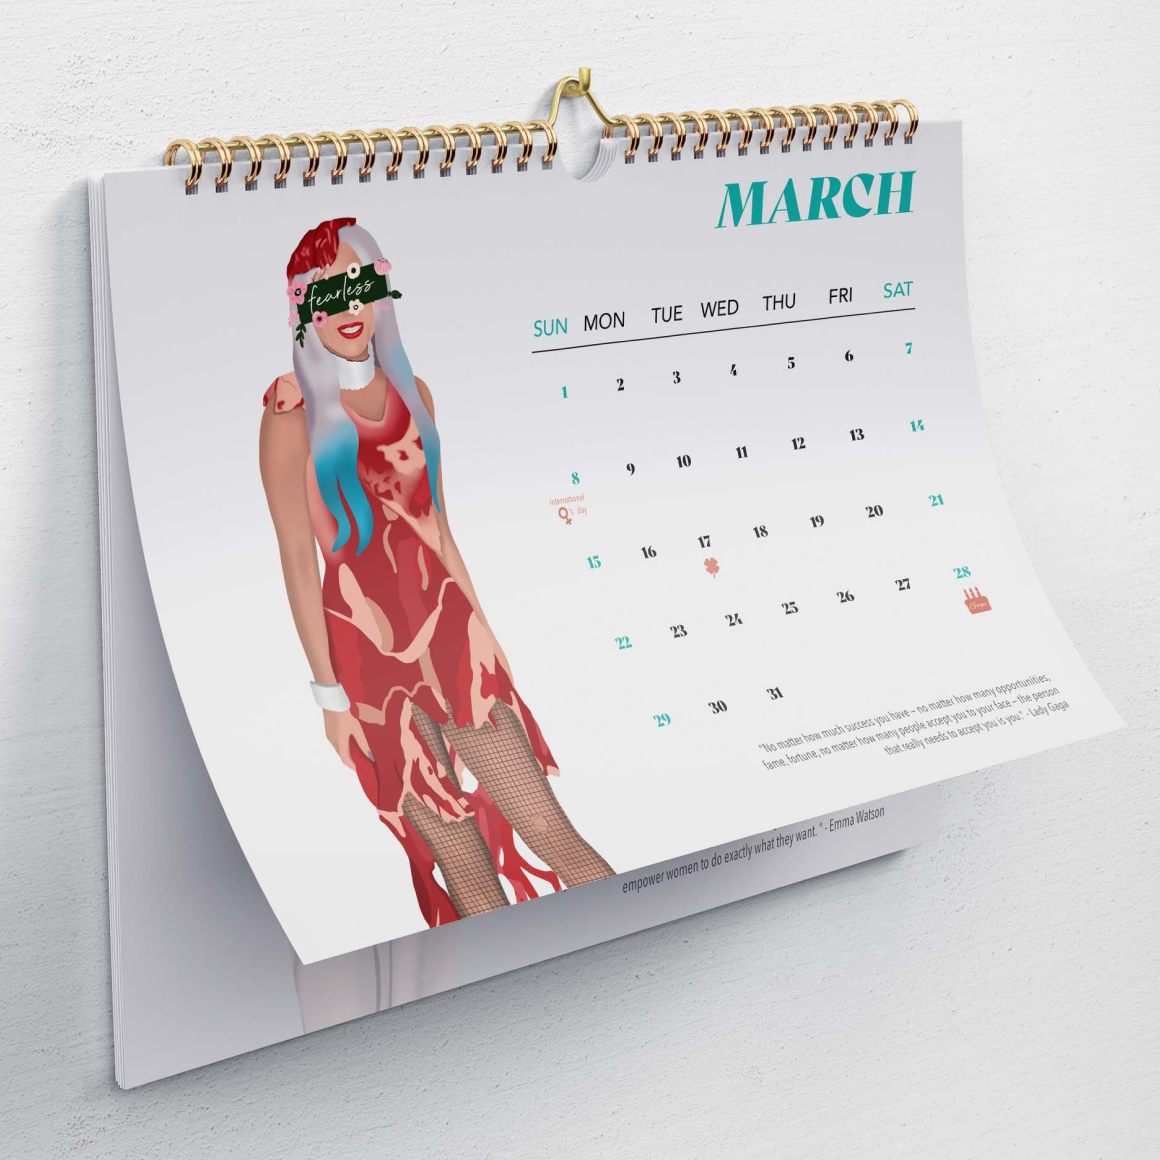 MARCH
fearless
SUN MON TUE WED THU FRI SAT
1 2 3 4 5 6 7
8 9 10 11 12 13 14
international
's day
15 16 17 18 19 20 21
22 23 24 25 26 27 28
29 30 31
"No matter how much success you have – no matter how many opportunities,
fame, fortune, no matter how many people accept you to your face – the person
that really needs to accept you is you." - Lady Gaga
empower women to do exactly what they want. " - Emma Watson